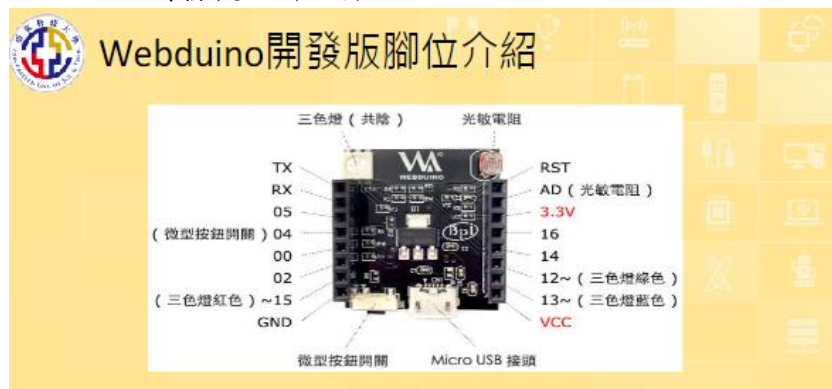 Webduino開發版腳位介紹
三色燈 ( 共陰 )
光敏電阻
WEBDUINO
Bpi
TX
RX
05
( 微型按鈕開關 ) 04
00
02
( 三色燈紅色 ) ~15
GND
RST
AD ( 光敏電阻 )
3.3V
16
14
12~ ( 三色燈綠色 )
13~ ( 三色燈藍色 )
VCC
微型按鈕開關
Micro USB 接頭